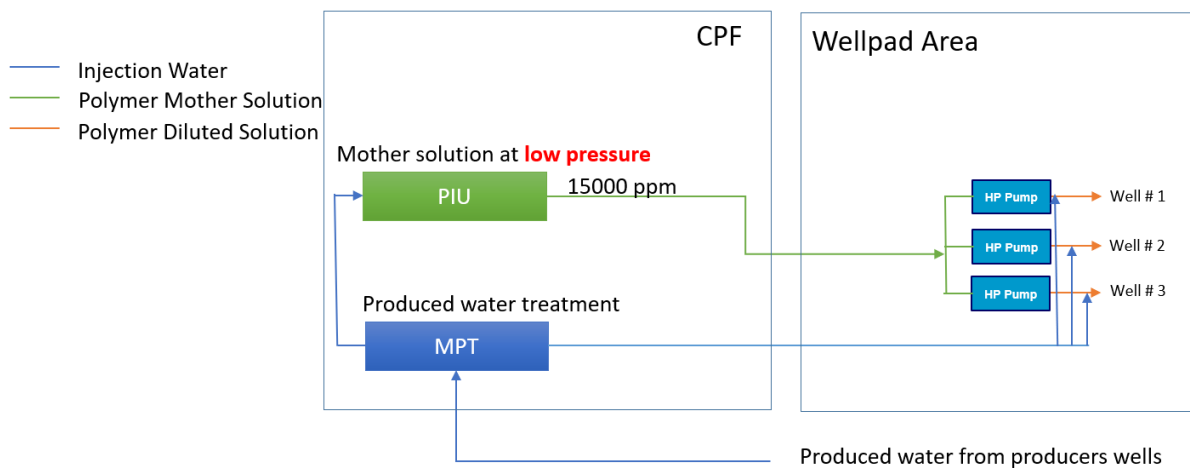 CPF
Wellpad Area
Injection Water
Polymer Mother Solution
Polymer Diluted Solution
Mother solution at low pressure
PIU
15000 ppm
HP Pump
Well # 1
HP Pump
Well # 2
HP Pump
Well # 3
Produced water treatment
MPT
Produced water from producers wells